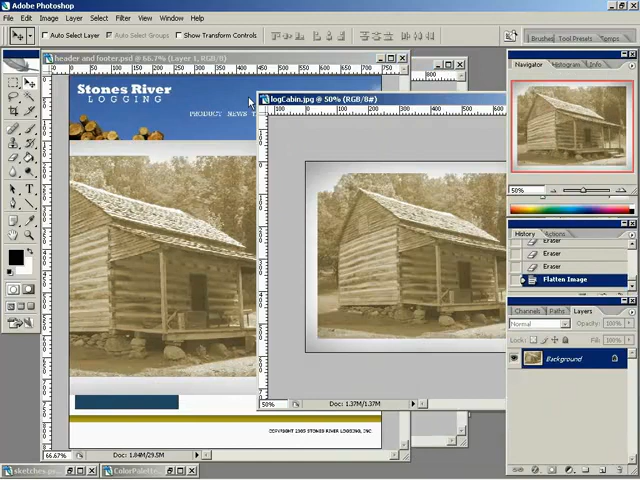 Adobe Photoshop
File Edit Image Layer Select Filter View Window Help
Auto Select Layer Auto Select Groups Show Transform Controls
Brushes Tool Presets
header and footer.psd @ 66.7% (Layer 1, RGB/8)
Stones River
LOGGING
PRODUCT NEWS
logCabin.jpg @ 50% (RGB/8#)
Navigator Histogram Info
50%
History Actions
Eraser
Eraser
Eraser
Flatten Image
Channels Paths Layers
Normal Opacity: 100%
Lock: Fill: 100%
Background
50% Doc: 1.37M/1.37M
COPYRIGHT 2005 STONES RIVER LOGGING, INC.
66.67% Doc: 1.84M/29.5M
sketches.ps ColorPalette